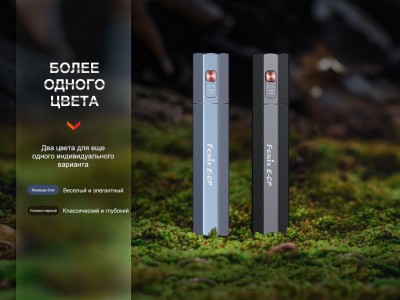 БОЛЕЕ
ОДНОГО
ЦВЕТА
Два цвета для еще
одного индивидуального
варианта
Веселый и элегантный
Классический и глубокий
Fenix E-CP
Fenix E-CP